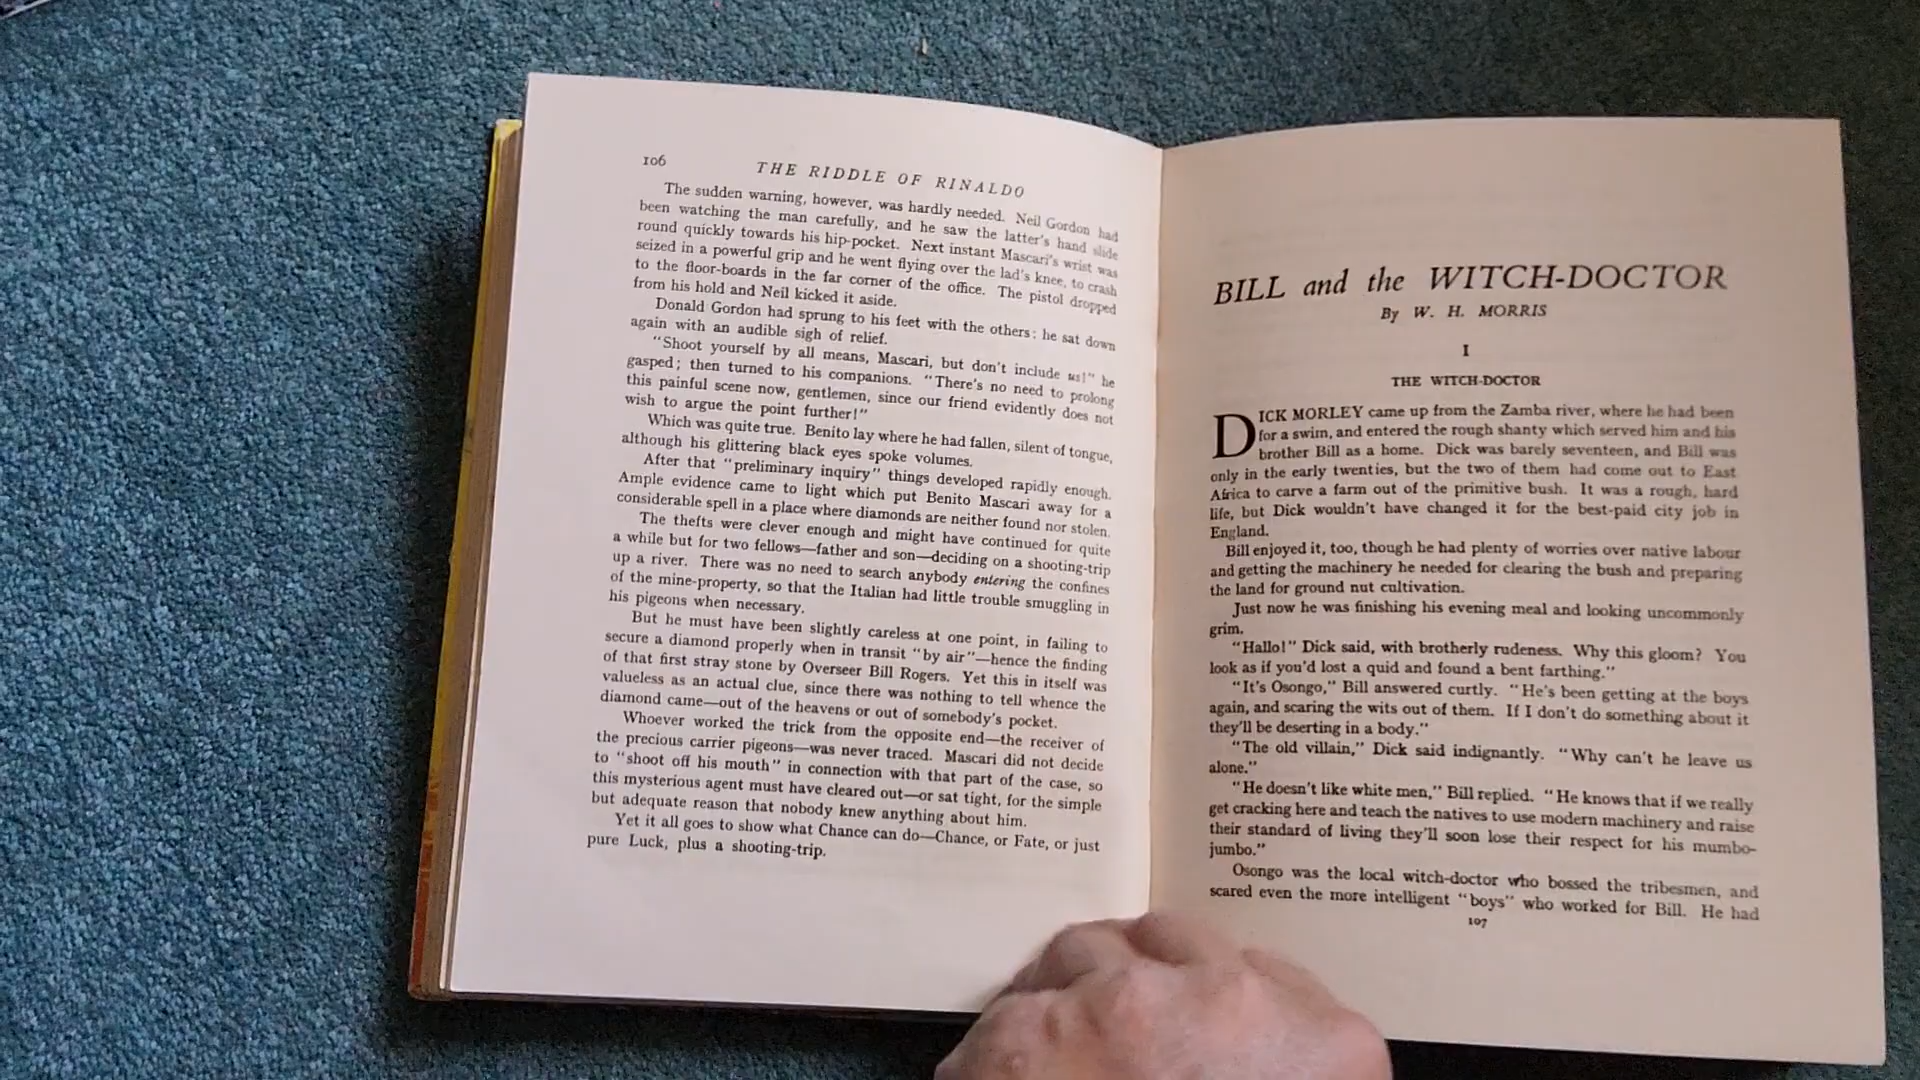 106
THE RIDDLE OF RINALDO
The sudden warning, however, was hardly needed. Neil Gordon had
been watching the man carefully, and he saw the latter's hand slide
round quickly towards his hip-pocket. Next instant Mascari's wrist was
seized in a powerful grip and he went flying over the lad's knee, to crash
to the floor-boards in the far corner of the office. The pistol dropped
from his hold and Neil kicked it aside.
Donald Gordon had sprung to his feet with the others; he sat down
again with an audible sigh of relief.
"Shoot yourself by all means, Mascari, but don't include us!" he
gasped; then turned to his companions. "There's no need to prolong
this painful scene now, gentlemen, since our friend evidently does not
wish to argue the point further!"
Which was quite true. Benito lay where he had fallen, silent of tongue,
although his glittering black eyes spoke volumes.
After that "preliminary inquiry" things developed rapidly enough.
Ample evidence came to light which put Benito Mascari away for a
considerable spell in a place where diamonds are neither found nor stolen.
The thefts were clever enough and might have continued for quite
a while but for two fellows—father and son—deciding on a shooting-trip
up a river. There was no need to search anybody entering the confines
of the mine-property, so that the Italian had little trouble smuggling in
his pigeons when necessary.
But he must have been slightly careless at one point, in failing to
secure a diamond properly when in transit "by air"—hence the finding
of that first stray stone by Overseer Bill Rogers. Yet this in itself was
valueless as an actual clue, since there was nothing to tell whence the
diamond came—out of the heavens or out of somebody's pocket.
Whoever worked the trick from the opposite end—the receiver of
the precious carrier pigeons—was never traced. Mascari did not decide
to "shoot off his mouth" in connection with that part of the case, so
this mysterious agent must have cleared out—or sat tight, for the simple
but adequate reason that nobody knew anything about him.
Yet it all goes to show what Chance can do—Chance, or Fate, or just
pure Luck, plus a shooting-trip.
BILL and the WITCH-DOCTOR
By W. H. MORRIS
I
THE WITCH-DOCTOR
DICK MORLEY came up from the Zamba river, where he had been
for a swim, and entered the rough shanty which served him and his
brother Bill as a home. Dick was barely seventeen, and Bill was
only in the early twenties, but the two of them had come out to East
Africa to carve a farm out of the primitive bush. It was a rough, hard
life, but Dick wouldn't have changed it for the best-paid city job in
England.
Bill enjoyed it, too, though he had plenty of worries over native labour
and getting the machinery he needed for clearing the bush and preparing
the land for ground nut cultivation.
Just now he was finishing his evening meal and looking uncommonly
grim.
"Hallo!" Dick said, with brotherly rudeness. Why this gloom? You
look as if you'd lost a quid and found a bent farthing."
"It's Osongo," Bill answered curtly. "He's been getting at the boys
again, and scaring the wits out of them. If I don't do something about it
they'll be deserting in a body."
"The old villain," Dick said indignantly. "Why can't he leave us
alone."
"He doesn't like white men," Bill replied. "He knows that if we really
get cracking here and teach the natives to use modern machinery and raise
their standard of living they'll soon lose their respect for his mumbo-
jumbo."
Osongo was the local witch-doctor who bossed the tribesmen, and
scared even the more intelligent "boys" who worked for Bill. He had
107